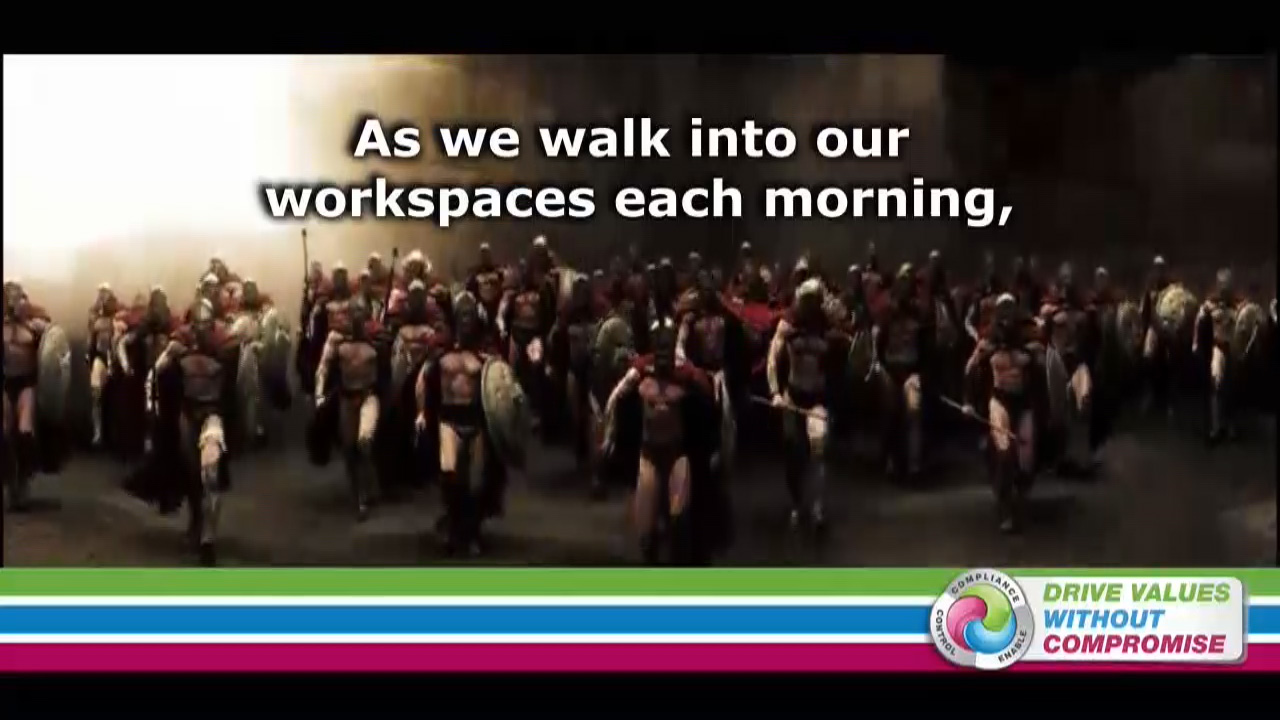 As we walk into our
workspaces each morning,
COMPLIANCE
CONTROL
ENABLE
DRIVE VALUES
WITHOUT
COMPROMISE